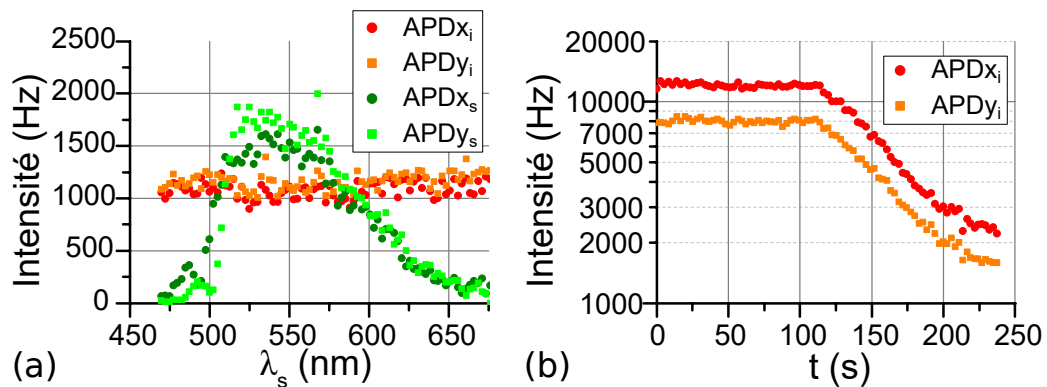 2500
2000
1500
1000
500
0
450
500
550
600
650
Intensité (Hz)
λs (nm)
APDxi
APDyi
APDxs
APDys
(a)
20000
10000
8000
5000
3000
2000
1000
0
50
100
150
200
250
Intensité (Hz)
t (s)
APDxi
APDyi
(b)